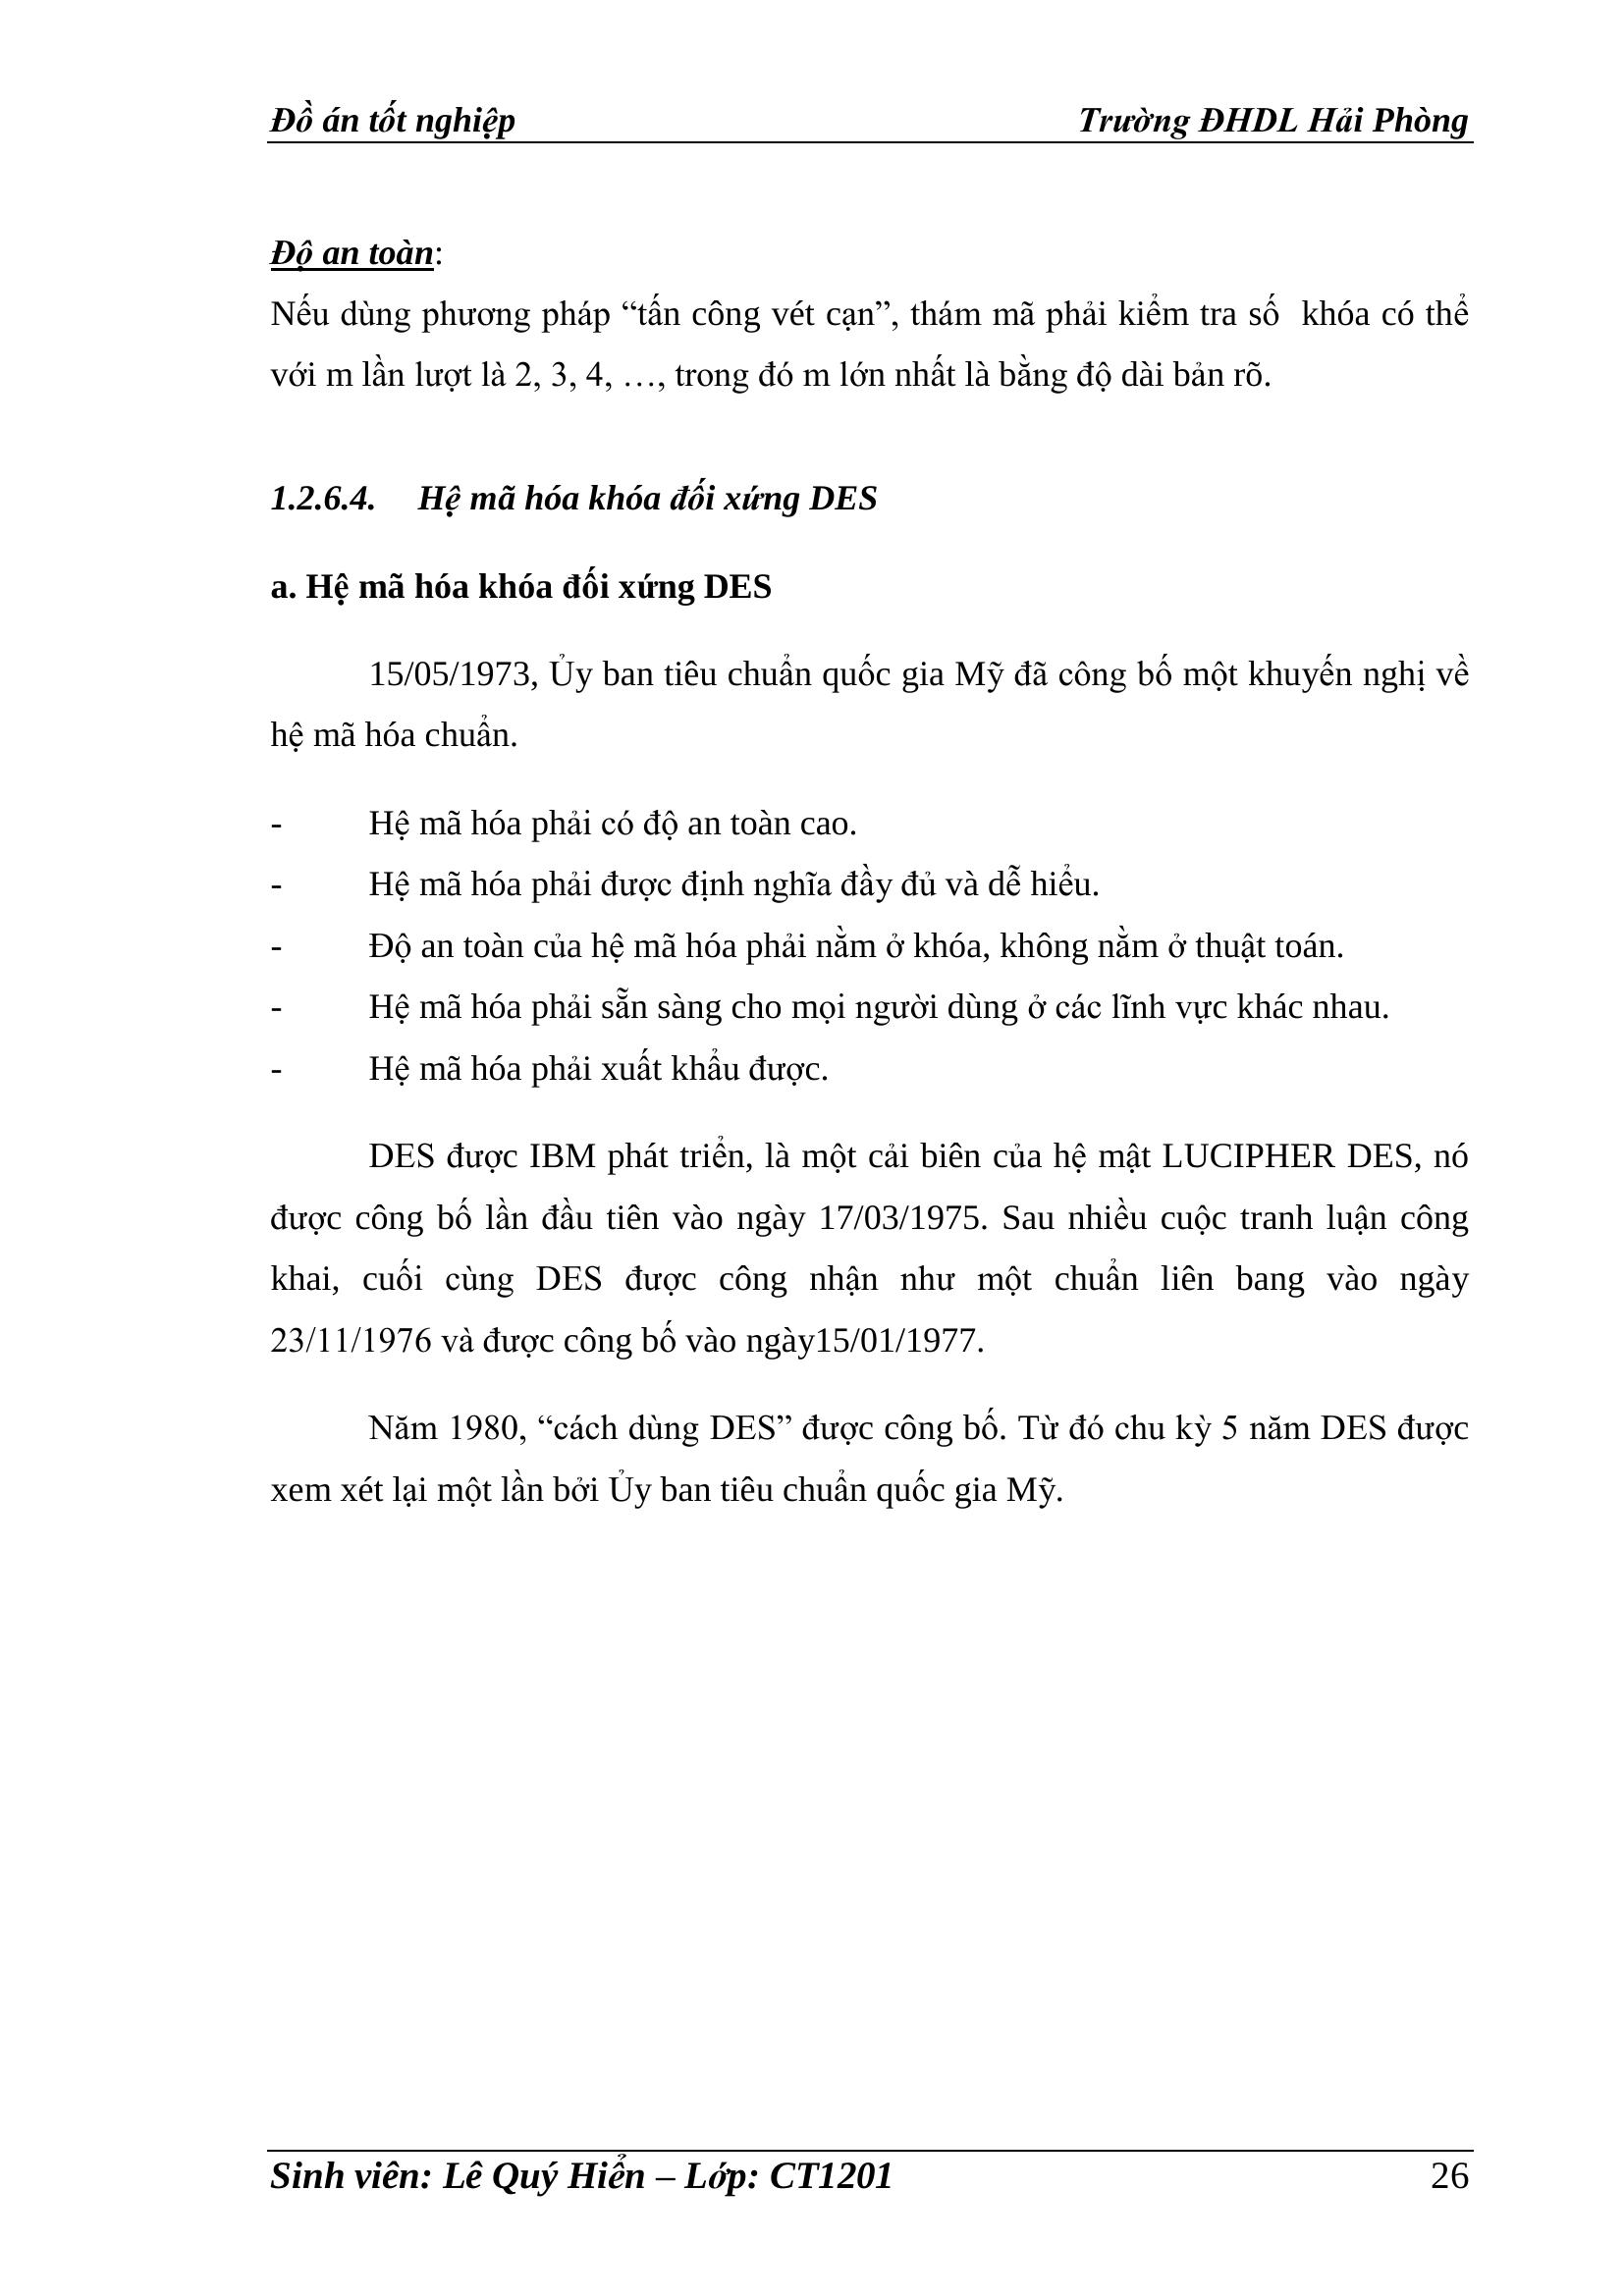 Đồ án tốt nghiệp Trường ĐHDL Hải Phòng
Độ an toàn:
Nếu dùng phương pháp “tấn công vét cạn”, thám mã phải kiểm tra số khóa có thể
với m lần lượt là 2, 3, 4, …, trong đó m lớn nhất là bằng độ dài bản rõ.
1.2.6.4. Hệ mã hóa khóa đối xứng DES
a. Hệ mã hóa khóa đối xứng DES
15/05/1973, Ủy ban tiêu chuẩn quốc gia Mỹ đã công bố một khuyến nghị về
hệ mã hóa chuẩn.
- Hệ mã hóa phải có độ an toàn cao.
- Hệ mã hóa phải được định nghĩa đầy đủ và dễ hiểu.
- Độ an toàn của hệ mã hóa phải nằm ở khóa, không nằm ở thuật toán.
- Hệ mã hóa phải sẵn sàng cho mọi người dùng ở các lĩnh vực khác nhau.
- Hệ mã hóa phải xuất khẩu được.
DES được IBM phát triển, là một cải biên của hệ mật LUCIPHER DES, nó
được công bố lần đầu tiên vào ngày 17/03/1975. Sau nhiều cuộc tranh luận công
khai, cuối cùng DES được công nhận như một chuẩn liên bang vào ngày
23/11/1976 và được công bố vào ngày15/01/1977.
Năm 1980, “cách dùng DES” được công bố. Từ đó chu kỳ 5 năm DES được
xem xét lại một lần bởi Ủy ban tiêu chuẩn quốc gia Mỹ.
Sinh viên: Lê Quý Hiển – Lớp: CT1201 26